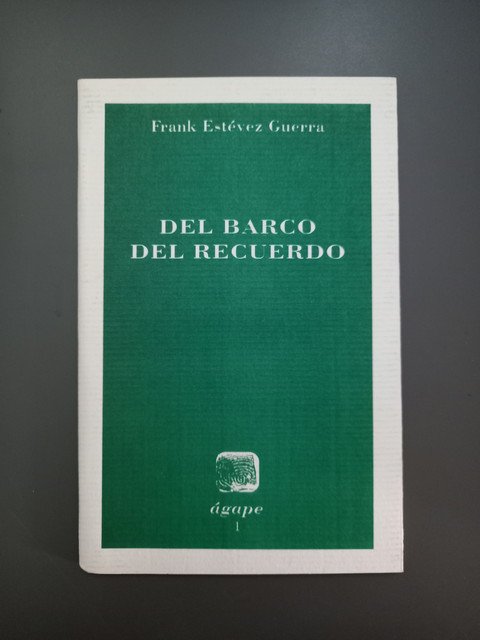 Frank Estévez Guerra
DEL BARCO
DEL RECUERDO
ágape
1